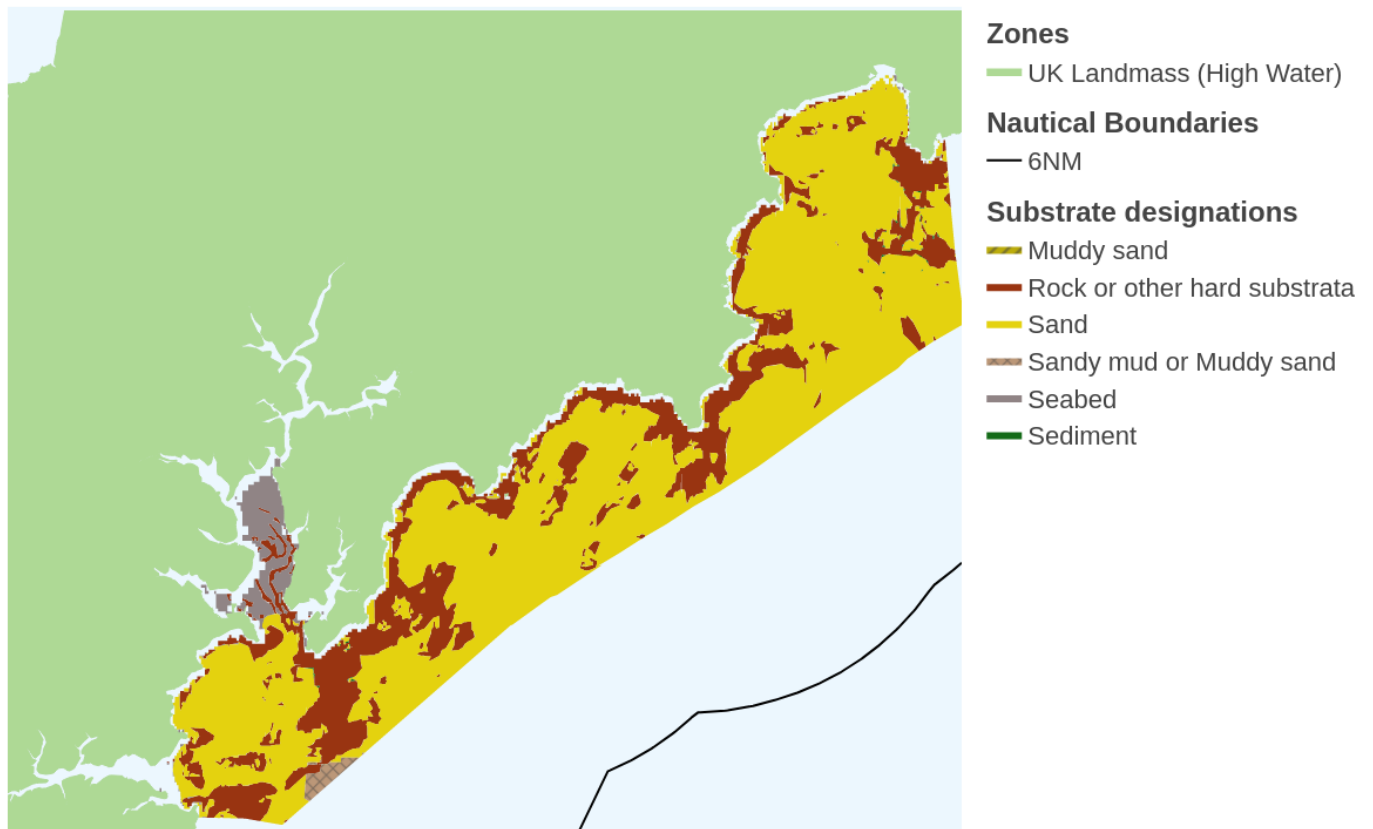 Zones
UK Landmass (High Water)
Nautical Boundaries
6NM
Substrate designations
Muddy sand
Rock or other hard substrata
Sand
Sandy mud or Muddy sand
Seabed
Sediment